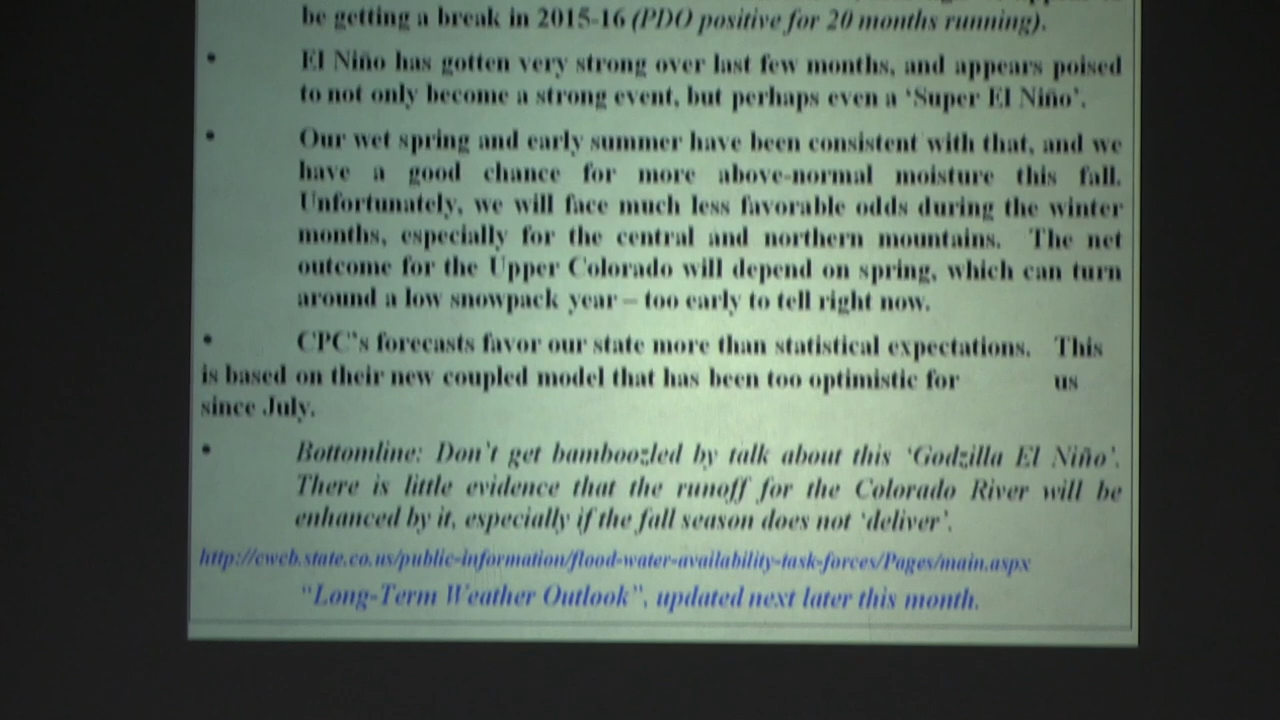 be getting a break in 2015-16 (PDO positive for 20 months running).
• El Niño has gotten very strong over last few months, and appears poised
to not only become a strong event, but perhaps even a ‘Super El Niño’.
• Our wet spring and early summer have been consistent with that, and we
have a good chance for more above-normal moisture this fall.
Unfortunately, we will face much less favorable odds during the winter
months, especially for the central and northern mountains. The net
outcome for the Upper Colorado will depend on spring, which can turn
around a low snowpack year – too early to tell right now.
• CPC"s forecasts favor our state more than statistical expectations. This
is based on their new coupled model that has been too optimistic for us
since July.
• Bottomline: Don’t get bamboozled by talk about this ‘Godzilla El Niño’.
There is little evidence that the runoff for the Colorado River will be
enhanced by it, especially if the fall season does not ‘deliver’.
http://cwcb.state.co.us/public-information/flood-water-availability-task-forces/Pages/main.aspx
“Long-Term Weather Outlook”, updated next later this month.